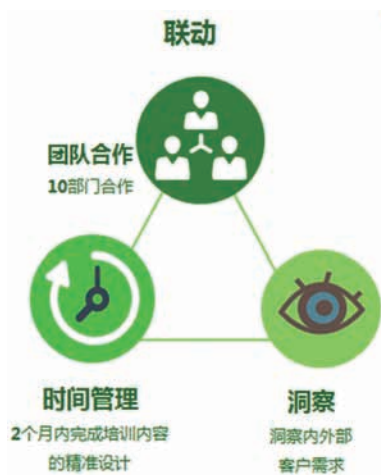 联动
团队合作
10部门合作
时间管理
2个月内完成培训内容
的精准设计
洞察
洞察内外部
客户需求